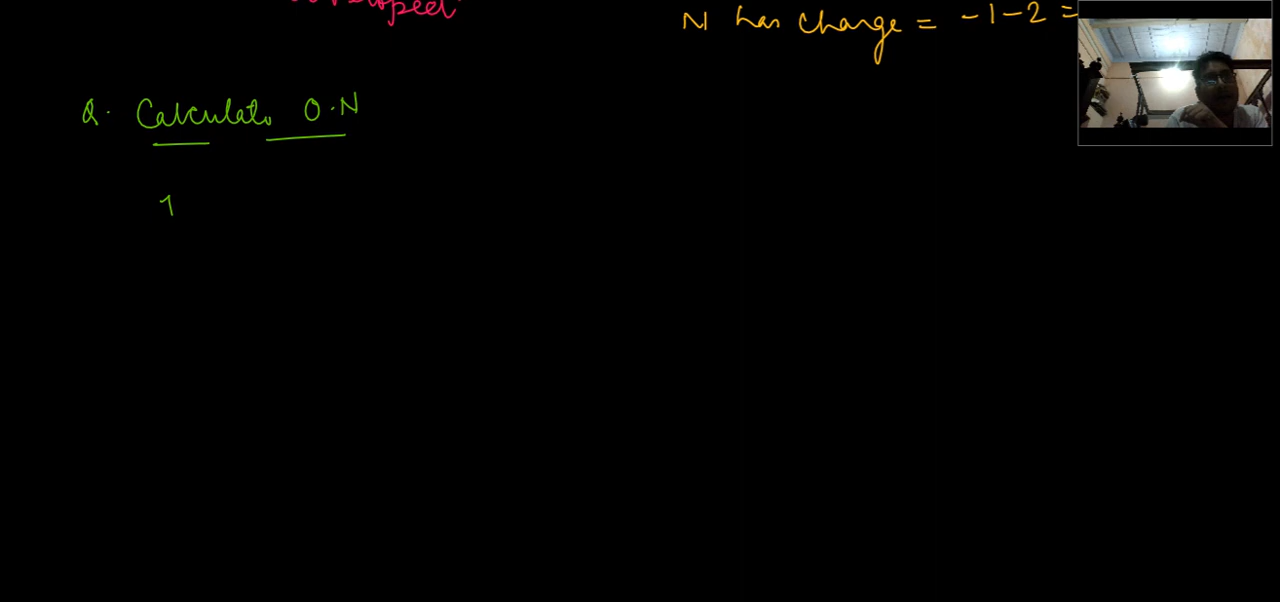 N has charge = -1-2 =
Q. Calculate O.N
1